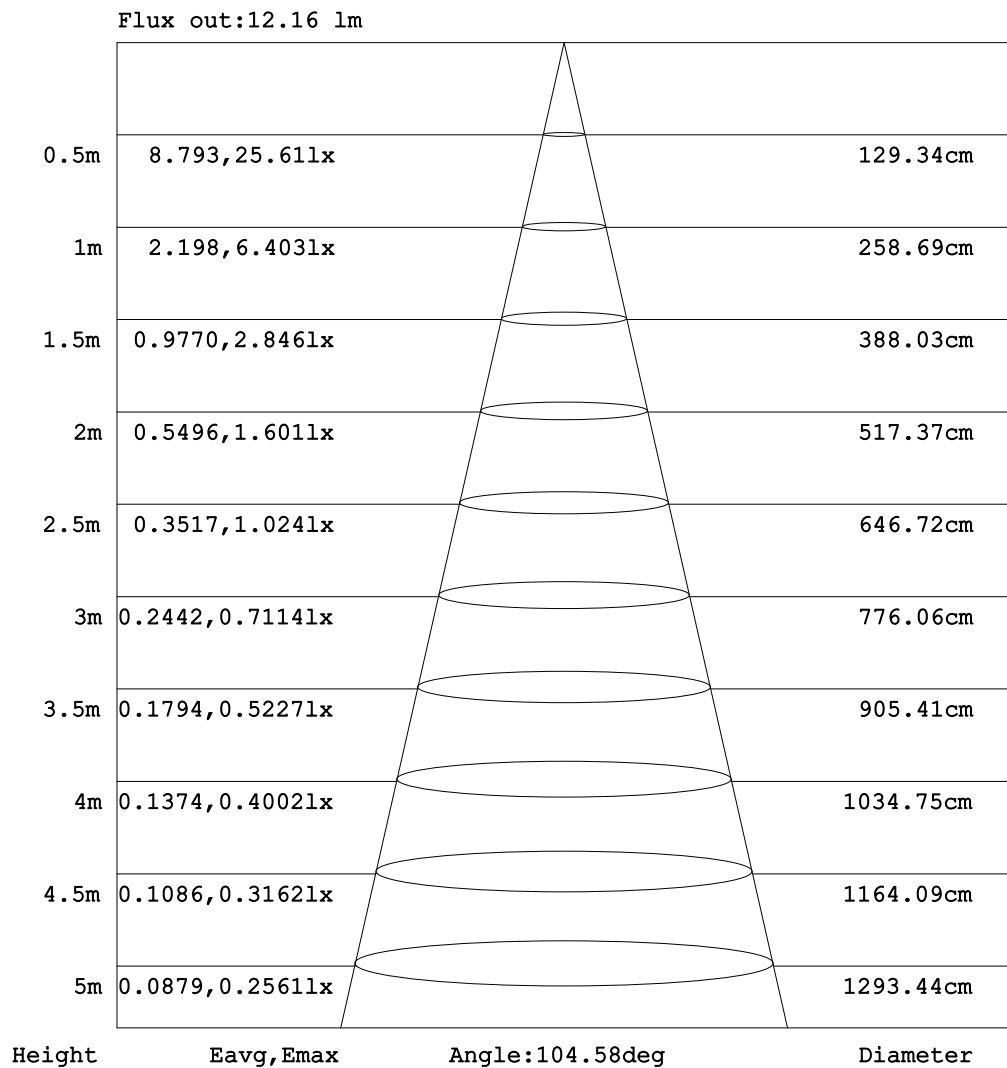 Flux out:12.16 lm
0.5m 8.793,25.61lx 129.34cm
1m 2.198,6.403lx 258.69cm
1.5m 0.9770,2.846lx 388.03cm
2m 0.5496,1.601lx 517.37cm
2.5m 0.3517,1.024lx 646.72cm
3m 0.2442,0.7114lx 776.06cm
3.5m 0.1794,0.5227lx 905.41cm
4m 0.1374,0.4002lx 1034.75cm
4.5m 0.1086,0.3162lx 1164.09cm
5m 0.0879,0.2561lx 1293.44cm
Height Eavg,Emax Angle:104.58deg Diameter